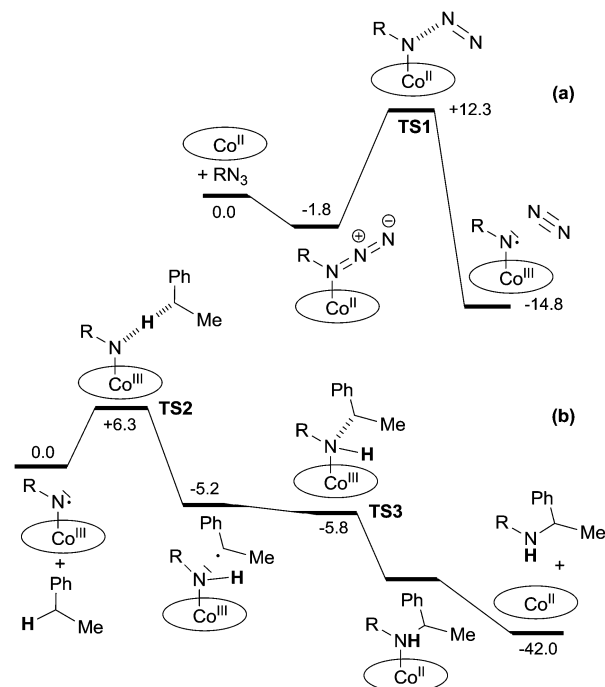 R
N
N
N
Co^II
(a)
TS1
+12.3
Co^II
+ RN₃
0.0
-1.8
⊕
⊖
R
N
N
N
Co^II
N
N
R
N
Co^III
-14.8
Ph
H
Me
R
N
Co^III
TS2
+6.3
0.0
R
N
Co^III
+
Ph
H
Me
-5.2
Ph
Me
R
N
H
Co^III
(b)
Ph
Me
R
N
H
Co^III
TS3
-5.8
Ph
Me
R
NH
Co^II
Ph
R
N
H
Me
+
Co^II
-42.0